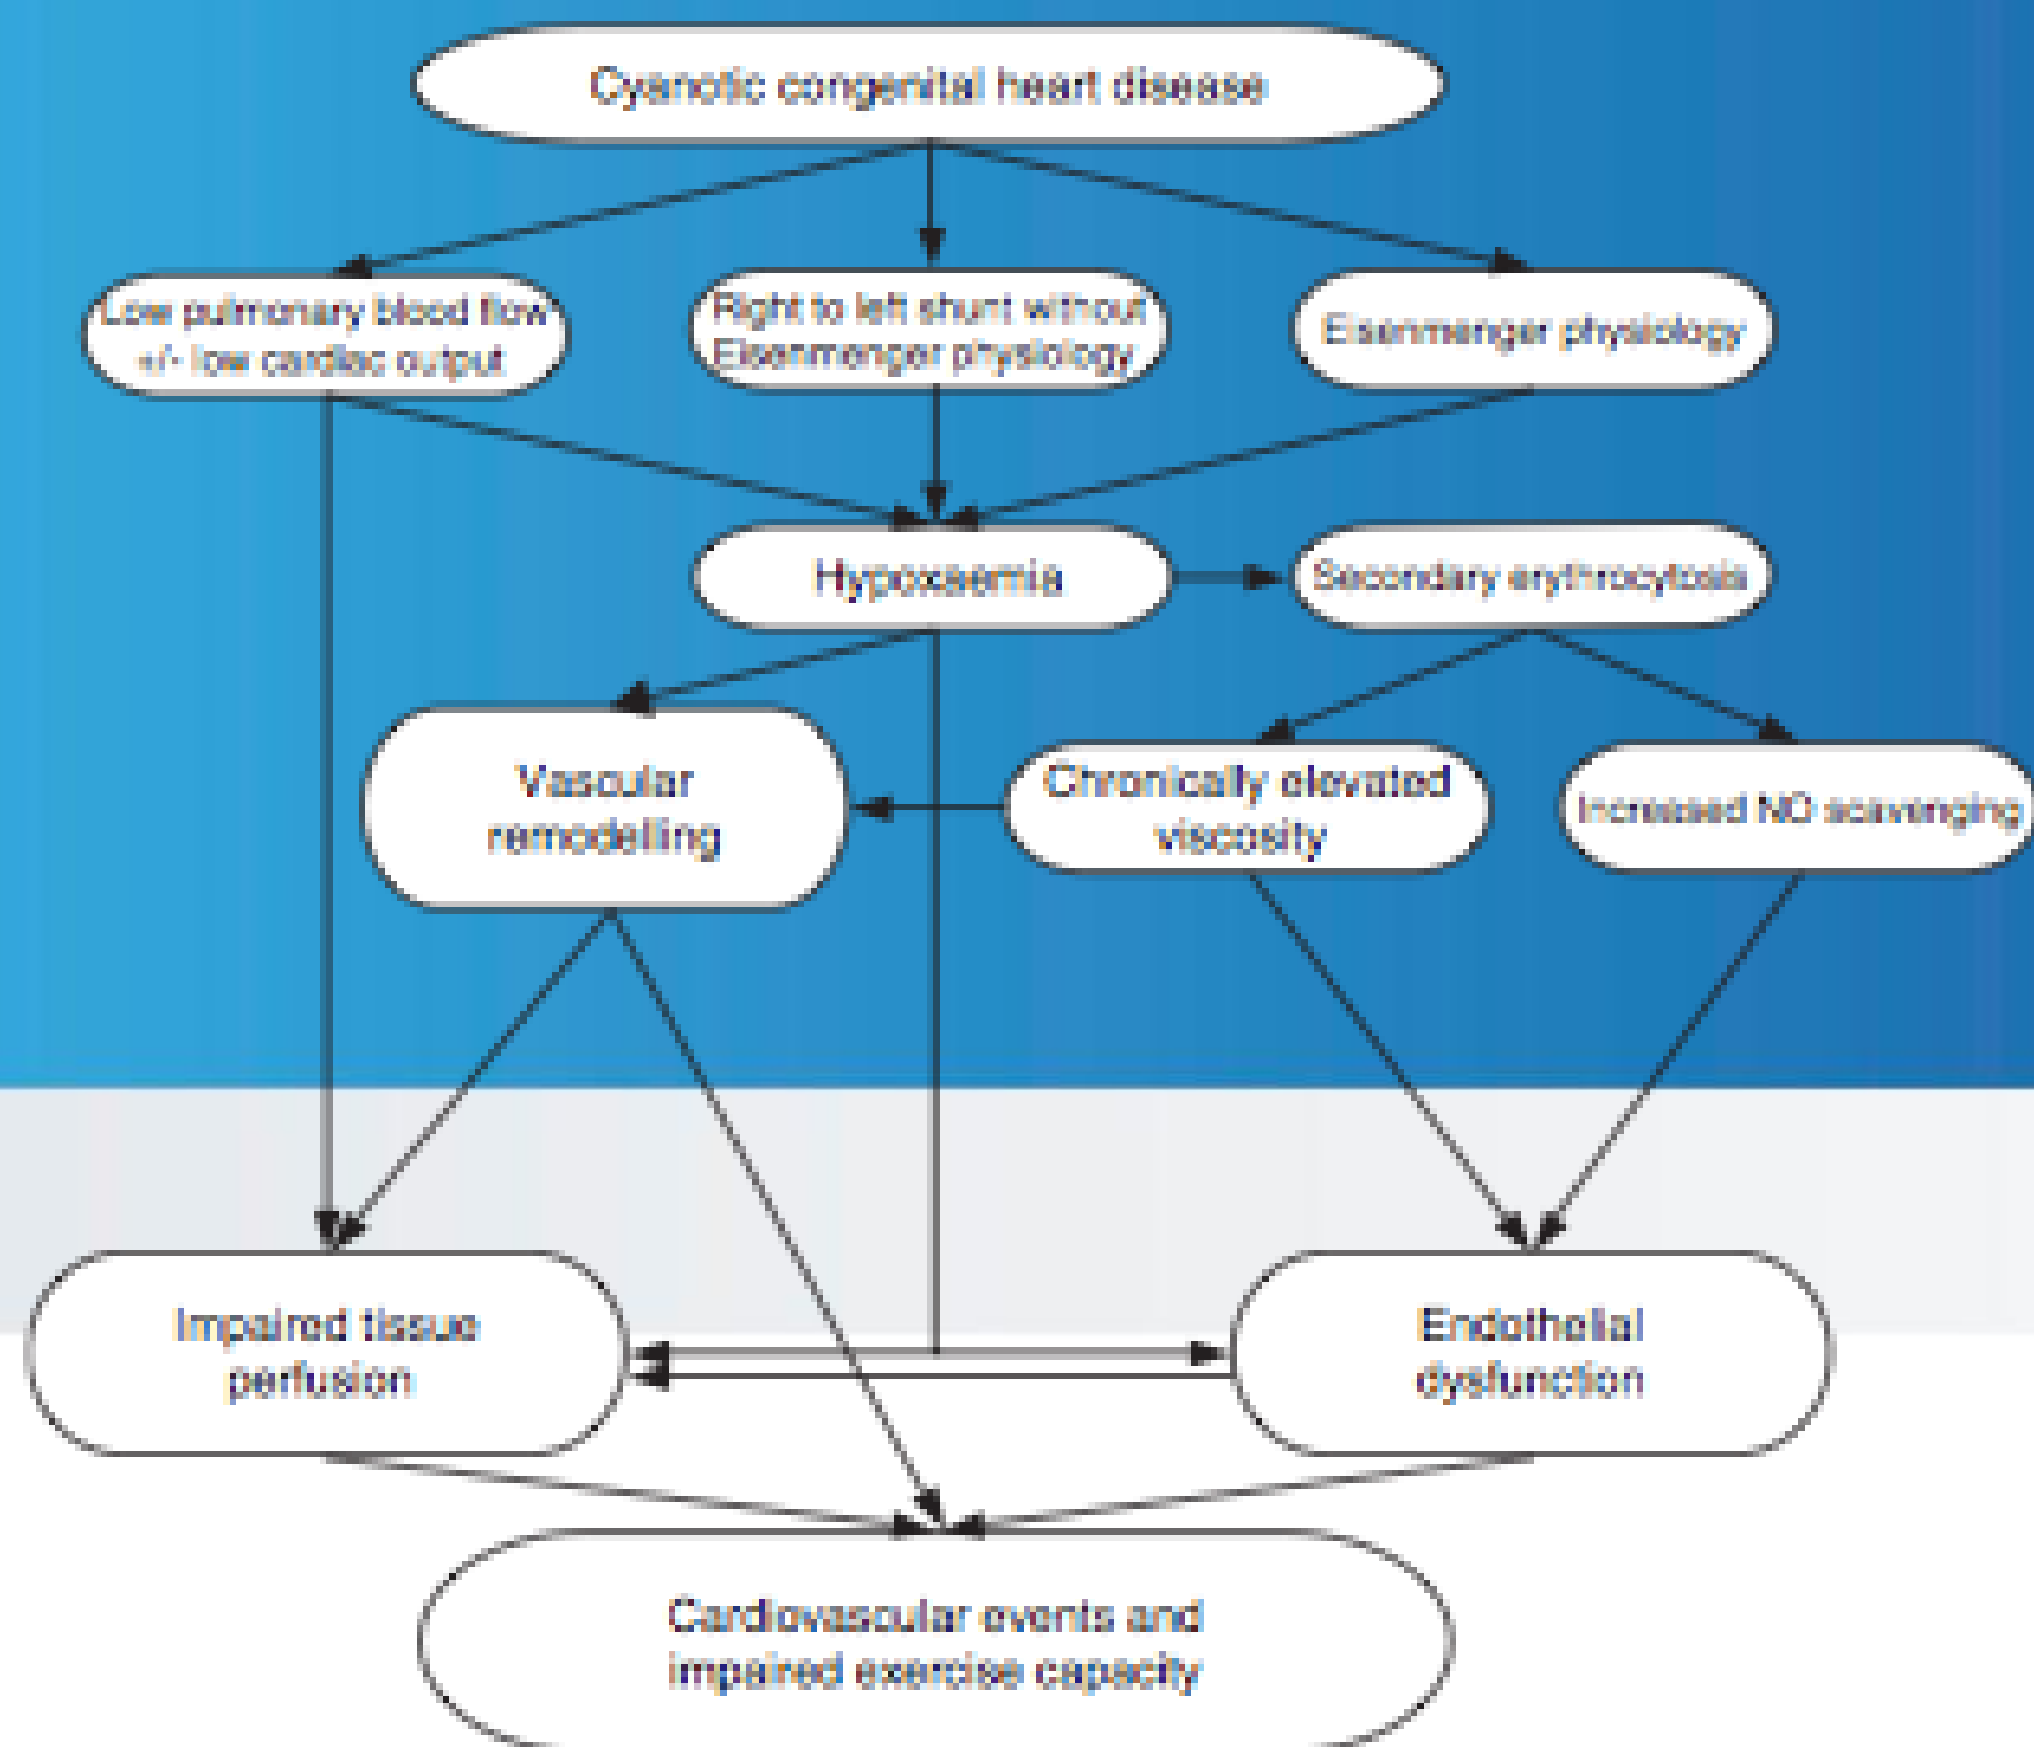 Cyanotic congenital heart disease
Low pulmonary blood flow
+/- low cardiac output
Right to left shunt without
Eisenmenger physiology
Eisenmenger physiology
Hypoxaemia
Secondary erythrocytosis
Vascular
remodelling
Chronically elevated
viscosity
Increased NO scavenging
Impaired tissue
perfusion
Endothelial
dysfunction
Cardiovascular events and
impaired exercise capacity